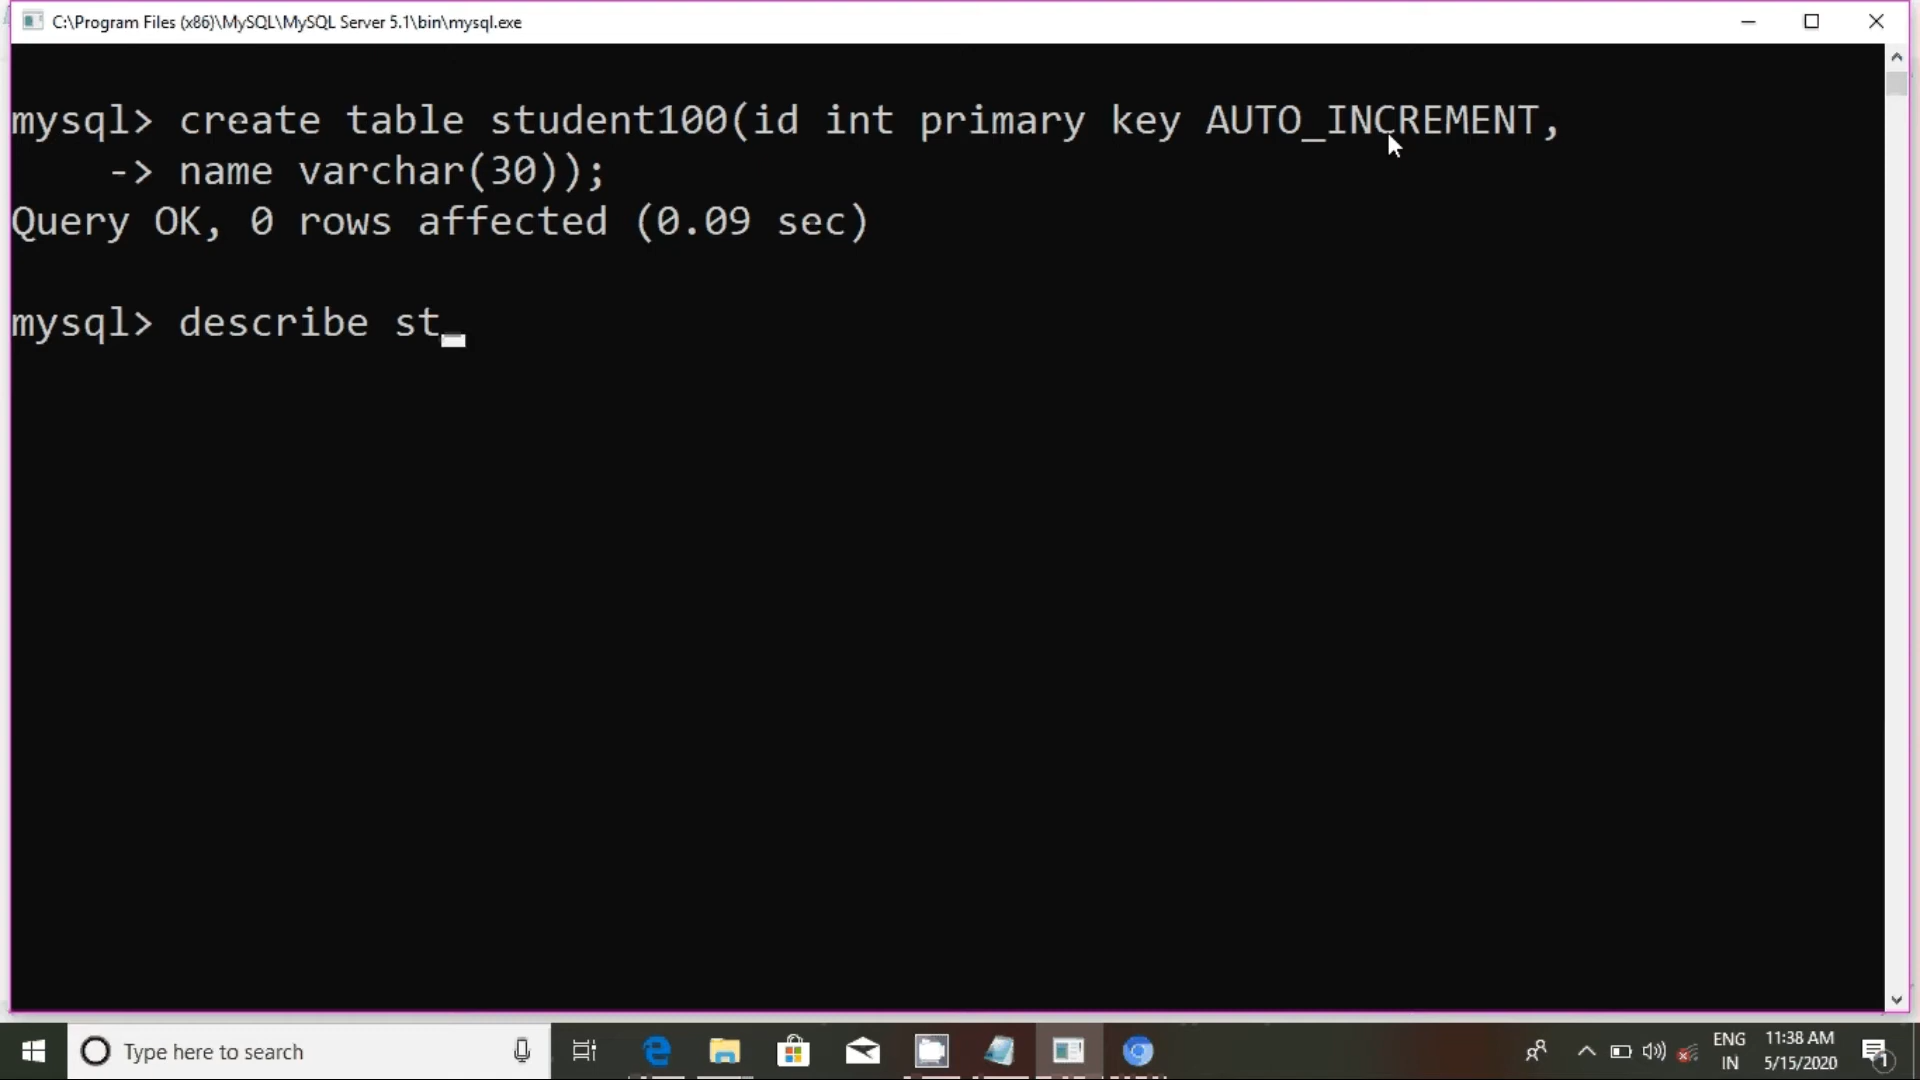 C:\Program Files (x86)\MySQL\MySQL Server 5.1\bin\mysql.exe
mysql> create table student100(id int primary key AUTO_INCREMENT,
    -> name varchar(30));
Query OK, 0 rows affected (0.09 sec)
mysql> describe st_
Type here to search
ENG
IN
11:38 AM
5/15/2020
1